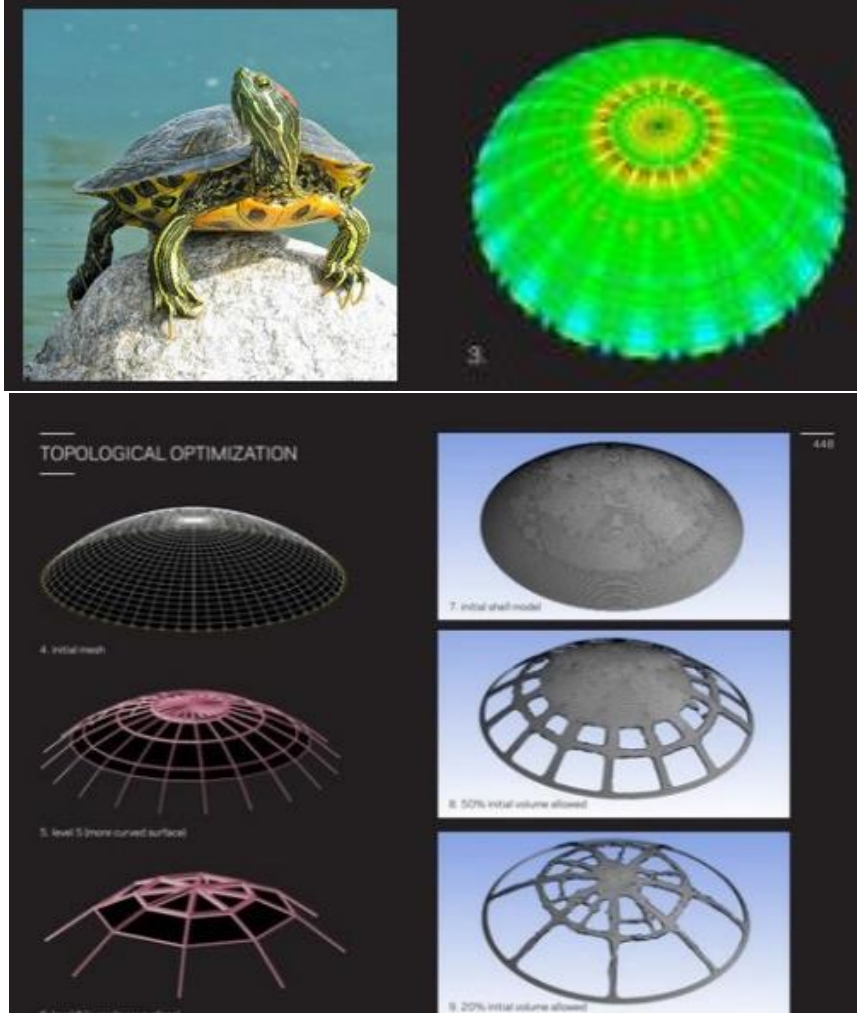 3.
TOPOLOGICAL OPTIMIZATION
448
4. initial mesh
5. level 5 (more curved surface)
7. initial shell model
8. 50% initial volume allowed
9. 20% initial volume allowed